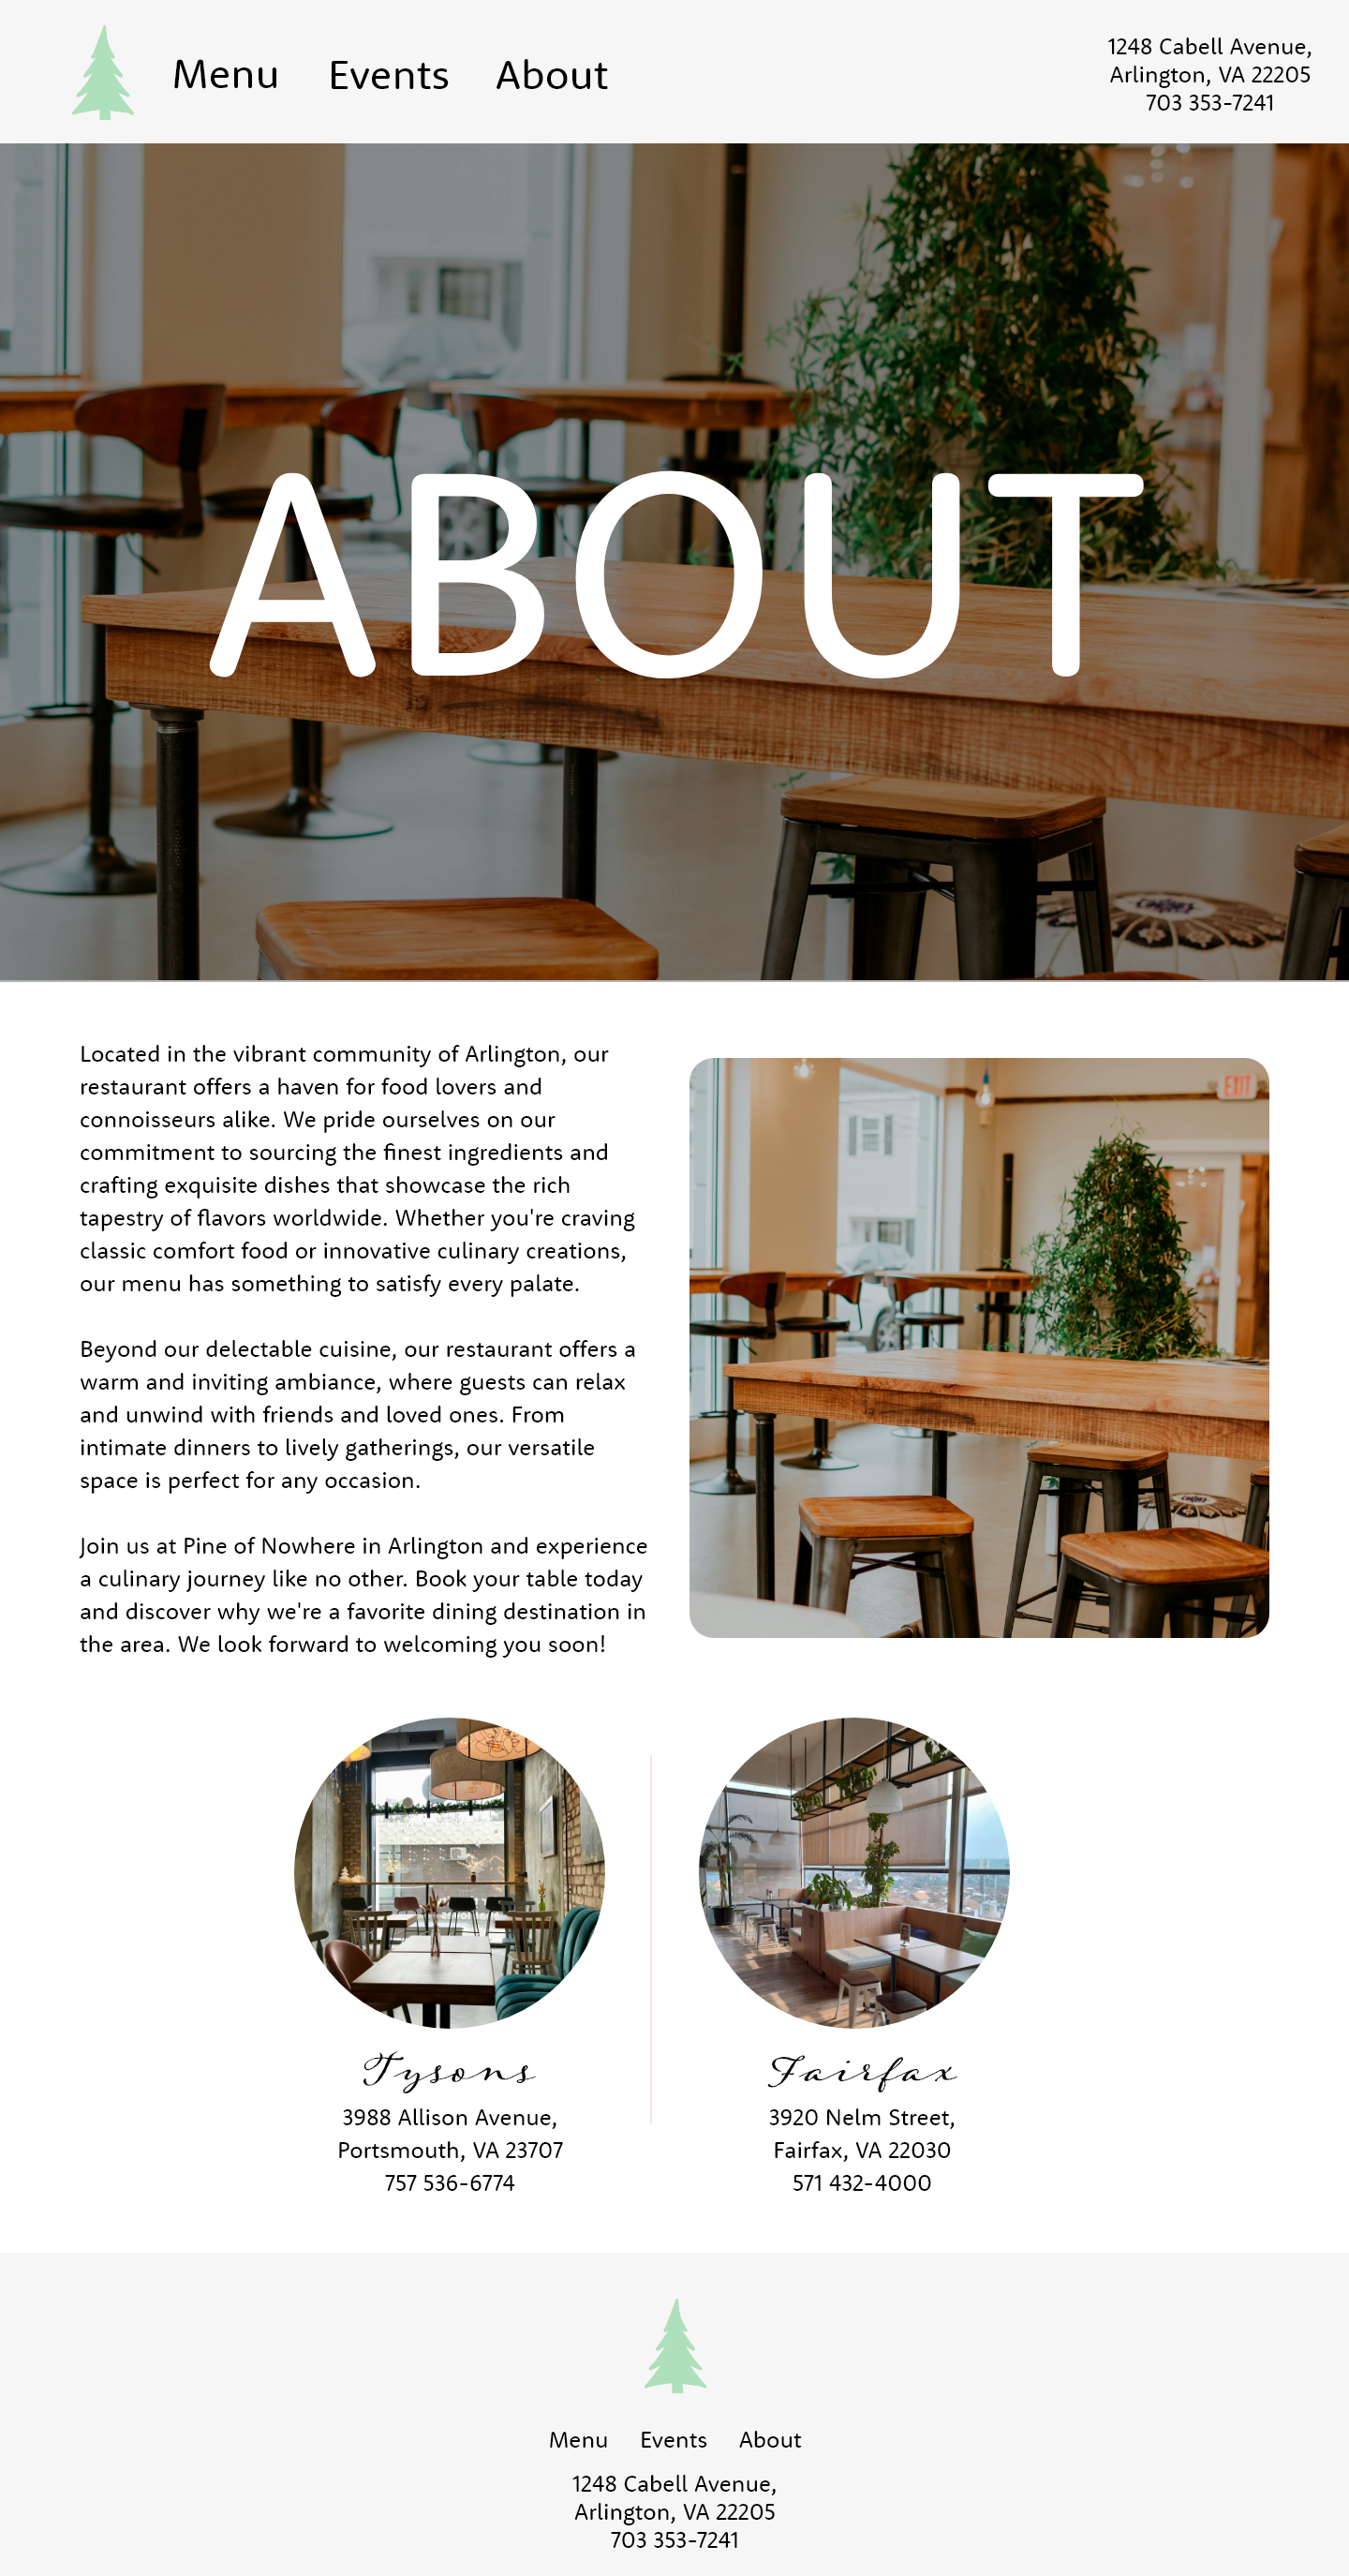 Menu Events About
1248 Cabell Avenue,
Arlington, VA 22205
703 353-7241
ABOUT
Located in the vibrant community of Arlington, our
restaurant offers a haven for food lovers and
connoisseurs alike. We pride ourselves on our
commitment to sourcing the finest ingredients and
crafting exquisite dishes that showcase the rich
tapestry of flavors worldwide. Whether you're craving
classic comfort food or innovative culinary creations,
our menu has something to satisfy every palate.
Beyond our delectable cuisine, our restaurant offers a
warm and inviting ambiance, where guests can relax
and unwind with friends and loved ones. From
intimate dinners to lively gatherings, our versatile
space is perfect for any occasion.
Join us at Pine of Nowhere in Arlington and experience
a culinary journey like no other. Book your table today
and discover why we're a favorite dining destination in
the area. We look forward to welcoming you soon!
EXIT
Tysons
3988 Allison Avenue,
Portsmouth, VA 23707
757 536-6774
Fairfax
3920 Nelm Street,
Fairfax, VA 22030
571 432-4000
Menu Events About
1248 Cabell Avenue,
Arlington, VA 22205
703 353-7241